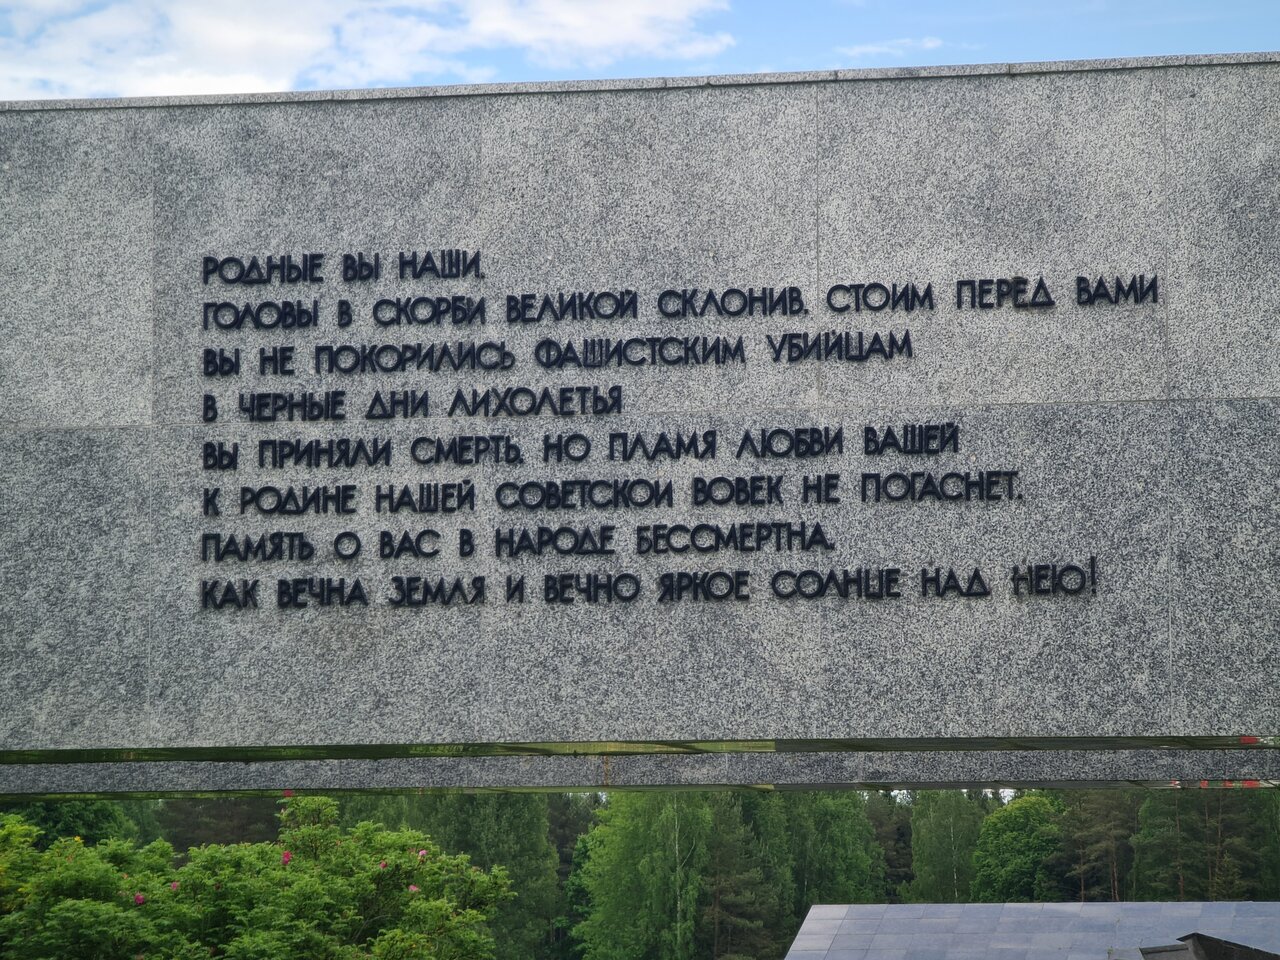 РОДНЫЕ ВЫ НАШИ.
ГОЛОВЫ В СКОРБИ ВЕЛИКОЙ СКЛОНИВ, СТОИМ ПЕРЕД ВАМИ
ВЫ НЕ ПОКОРИЛИСЬ ФАШИСТСКИМ УБИЙЦАМ
В ЧЕРНЫЕ ДНИ ЛИХОЛЕТЬЯ
ВЫ ПРИНЯЛИ СМЕРТЬ, НО ПЛАМЯ ЛЮБВИ ВАШЕЙ
К РОДИНЕ НАШЕЙ СОВЕТСКОИ ВОВЕК НЕ ПОГАСНЕТ.
ПАМЯТЬ О ВАС В НАРОДЕ БЕССМЕРТНА,
КАК ВЕЧНА ЗЕМЛЯ И ВЕЧНО ЯРКОЕ СОЛНЦЕ НАД НЕЮ!